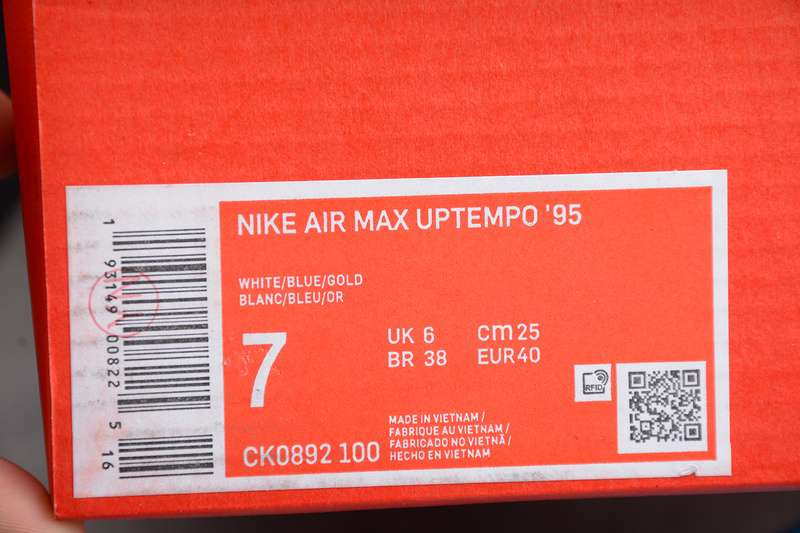 NIKE AIR MAX UPTEMPO '95
WHITE/BLUE/GOLD
BLANC/BLEU/OR
7
UK 6 cm 25
BR 38 EUR 40
RFID
CK0892 100
MADE IN VIETNAM /
FABRIQUE AU VIETNAM /
FABRICADO NO VIETNÃ /
HECHO EN VIETNAM
1 93149 00822 5 16